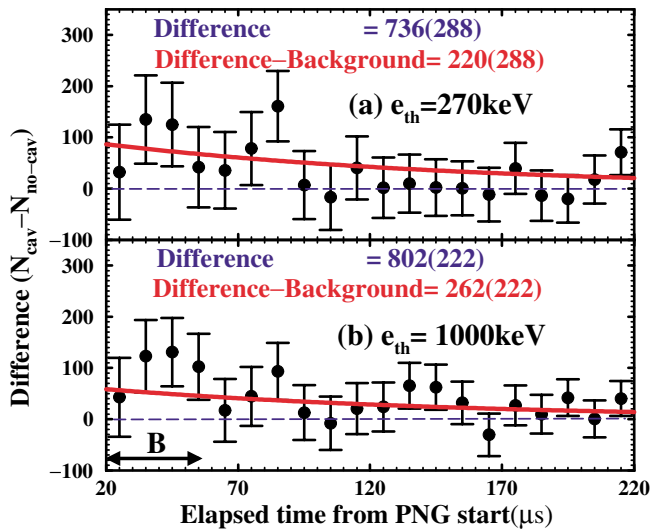 Difference = 736(288)
Difference–Background= 220(288)
(a) e_th=270keV
300
200
100
0
−100
Difference = 802(222)
Difference–Background= 262(222)
(b) e_th= 1000keV
300
200
100
0
−100
B
20 70 120 170 220
Elapsed time from PNG start(μs)
Difference (N_cav−N_no−cav)